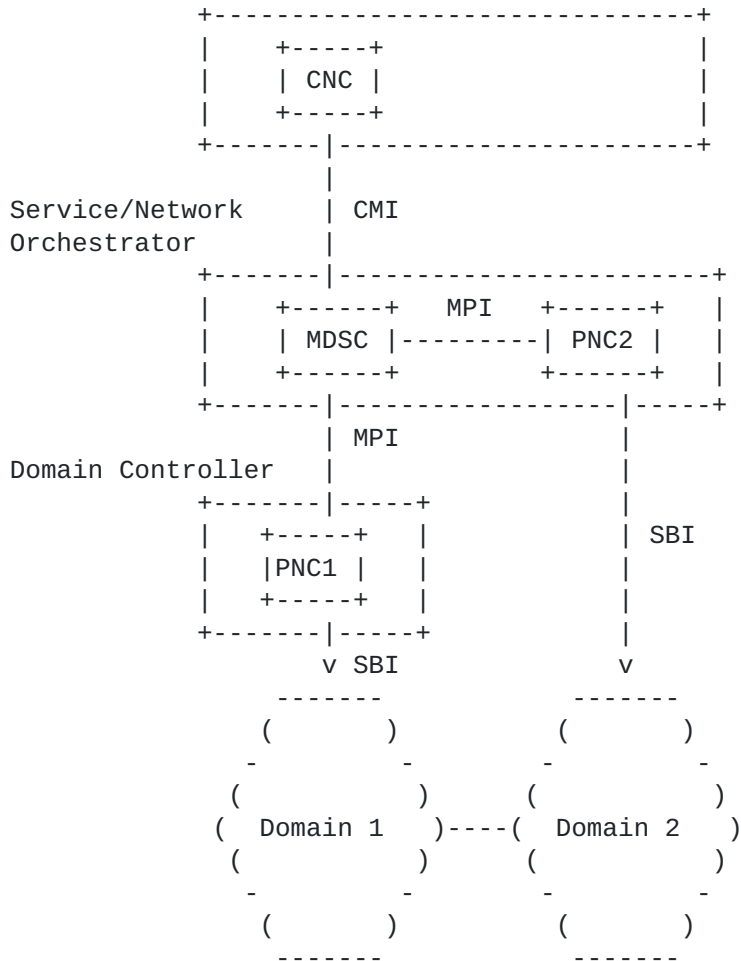 CNC
CMI
Service/Network
Orchestrator
MPI
MDSC PNC2
MPI
Domain Controller
SBI
PNC1
SBI
Domain 1 Domain 2